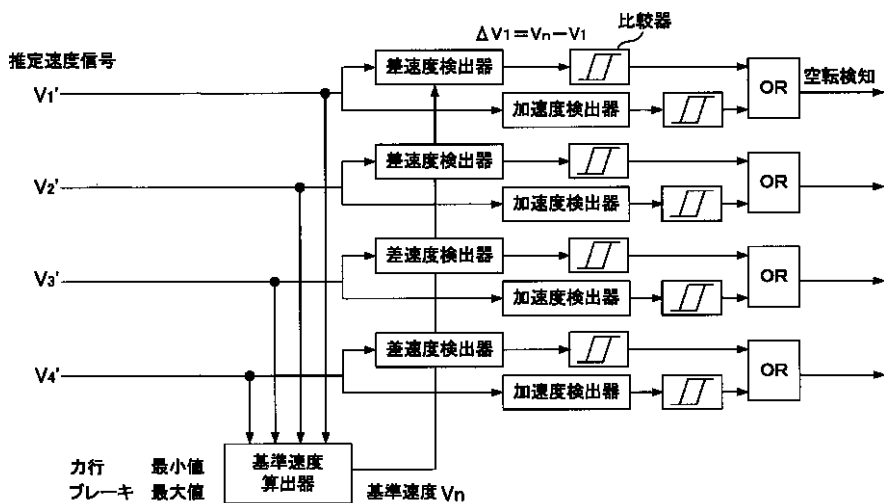 ΔV1=Vn-V1
比較器
推定速度信号
差速度検出器
OR
空転検知
V1'
加速度検出器
差速度検出器
V2'
加速度検出器
OR
差速度検出器
V3'
加速度検出器
OR
差速度検出器
V4'
加速度検出器
OR
力行 最小値
ブレーキ 最大値
基準速度
算出器
基準速度 Vn